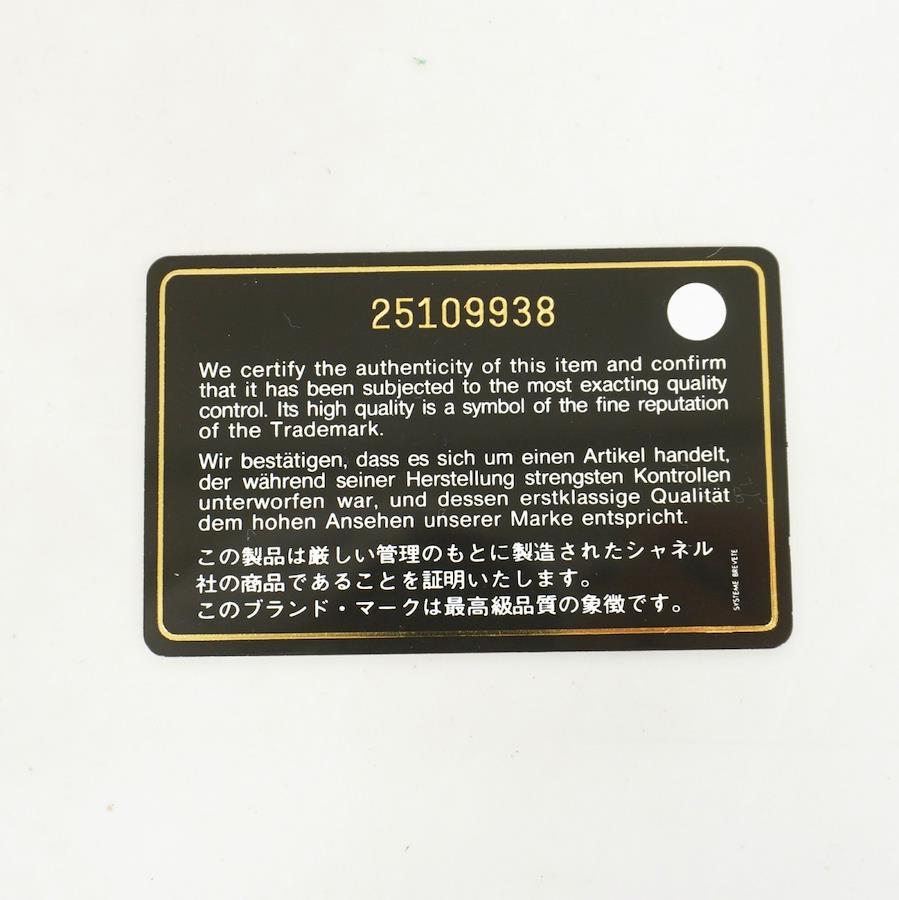 25109938
We certify the authenticity of this item and confirm
that it has been subjected to the most exacting quality
control. Its high quality is a symbol of the fine reputation
of the Trademark.
Wir bestätigen, dass es sich um einen Artikel handelt,
der während seiner Herstellung strengsten Kontrollen
unterworfen war, und dessen erstklassige Qualität
dem hohen Ansehen unserer Marke entspricht.
この製品は厳しい管理のもとに製造されたシャネル
社の商品であることを証明いたします。
このブランド・マークは最高級品質の象徴です。
SYSTEME BREVETE